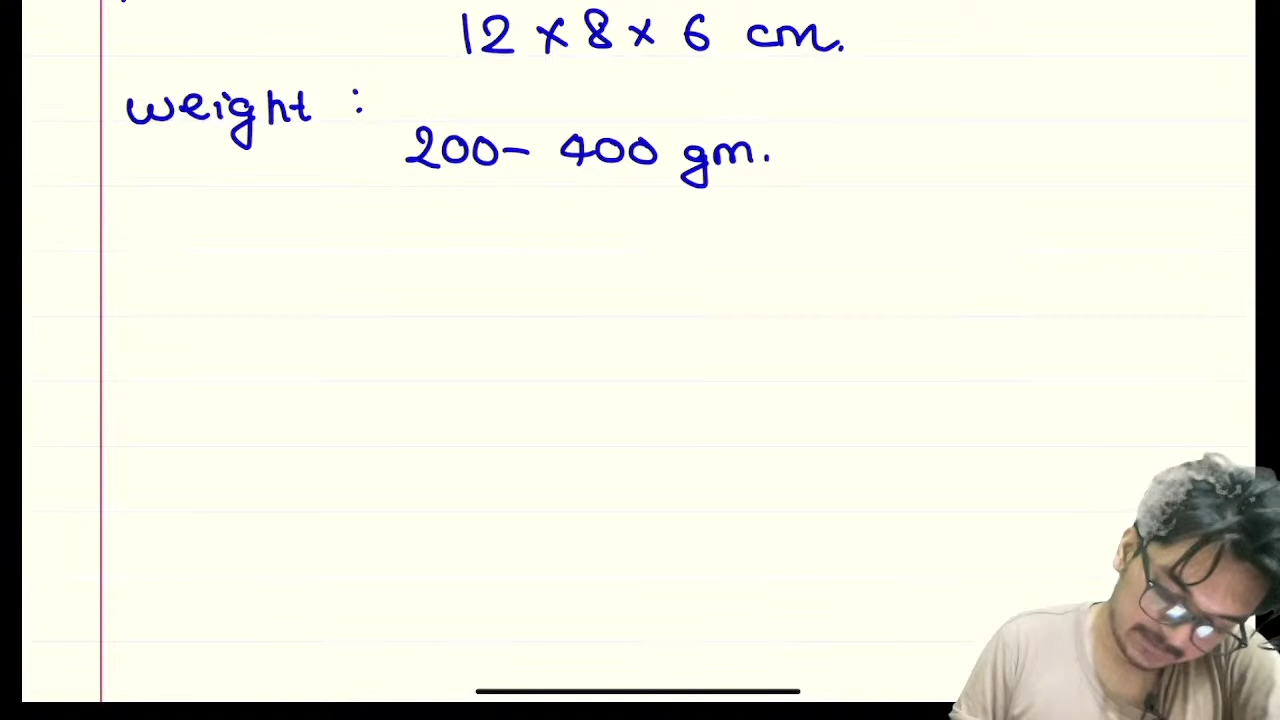 12 × 8 × 6 cm.
weight :
200- 400 gm.